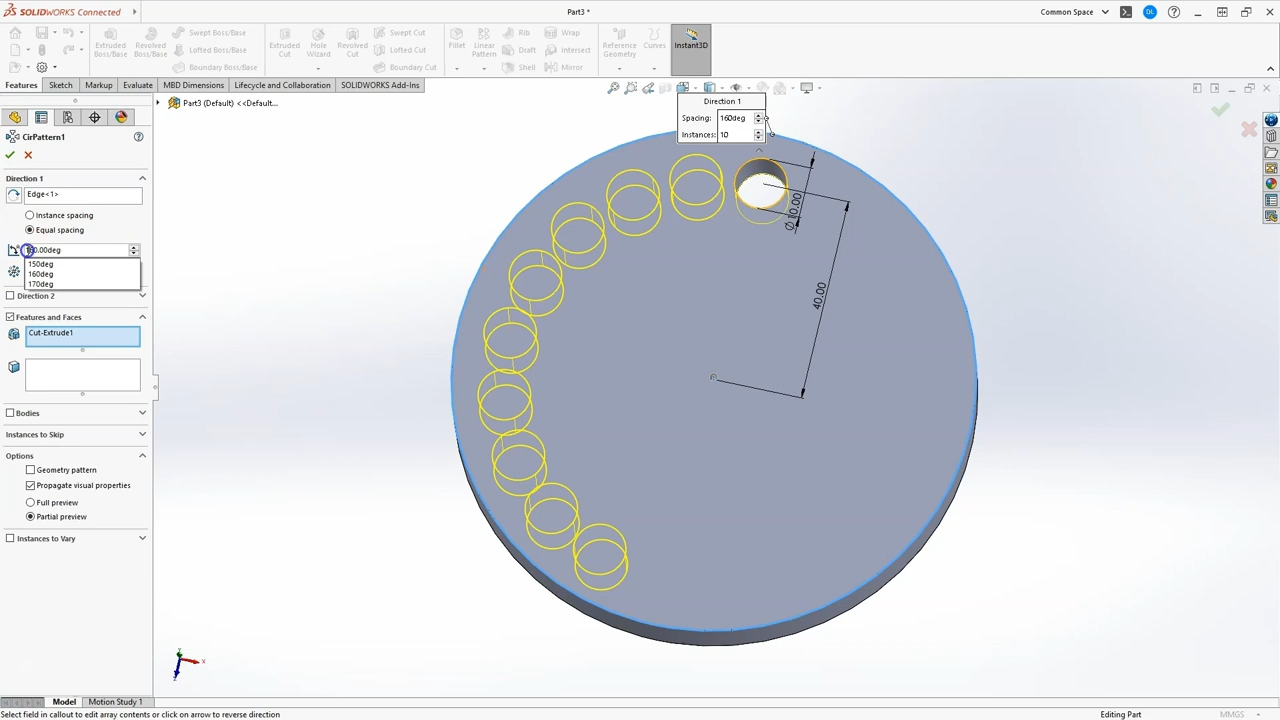 SOLIDWORKS Connected
Part3 *
Common Space
DL
Extruded Boss/Base
Revolved Boss/Base
Swept Boss/Base
Lofted Boss/Base
Boundary Boss/Base
Extruded Cut
Hole Wizard
Revolved Cut
Swept Cut
Lofted Cut
Boundary Cut
Fillet
Linear Pattern
Rib
Draft
Shell
Wrap
Intersect
Mirror
Reference Geometry
Curves
Instant3D
Features
Sketch
Markup
Evaluate
MBD Dimensions
Lifecycle and Collaboration
SOLIDWORKS Add-Ins
Part3 (Default) <<Default...
CirPattern1
Direction 1
Edge<1>
Instance spacing
Equal spacing
150deg
160deg
170deg
Direction 2
Features and Faces
Cut-Extrude1
Bodies
Instances to Skip
Options
Geometry pattern
Propagate visual properties
Full preview
Partial preview
Instances to Vary
Direction 1
Spacing: 160deg
Instances: 10
Ø 10.00
40.00
Model
Motion Study 1
Select field in callout to edit array contents or click on arrow to reverse direction
Editing Part
MMGS